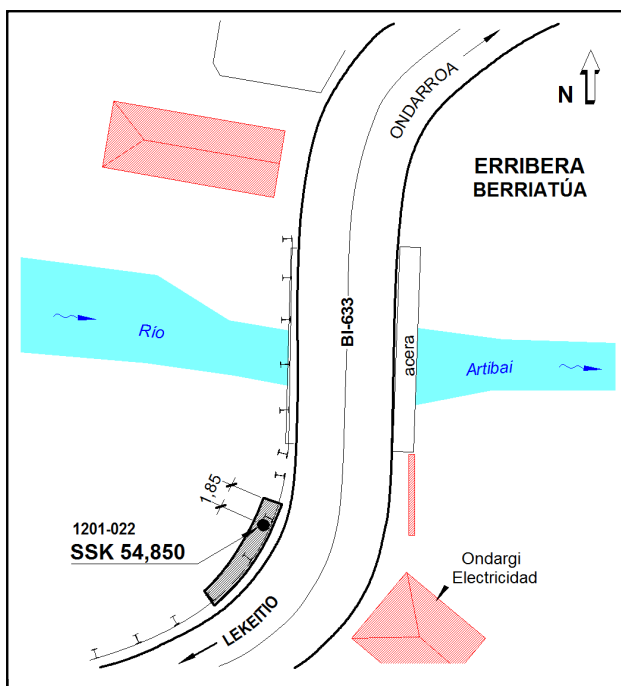 ONDARROA
N
ERRIBERA
BERRIATÚA
BI-633
acera
Río
Artibai
1,85
1201-022
SSK 54,850
Ondargi
Electricidad
LEKEITIO